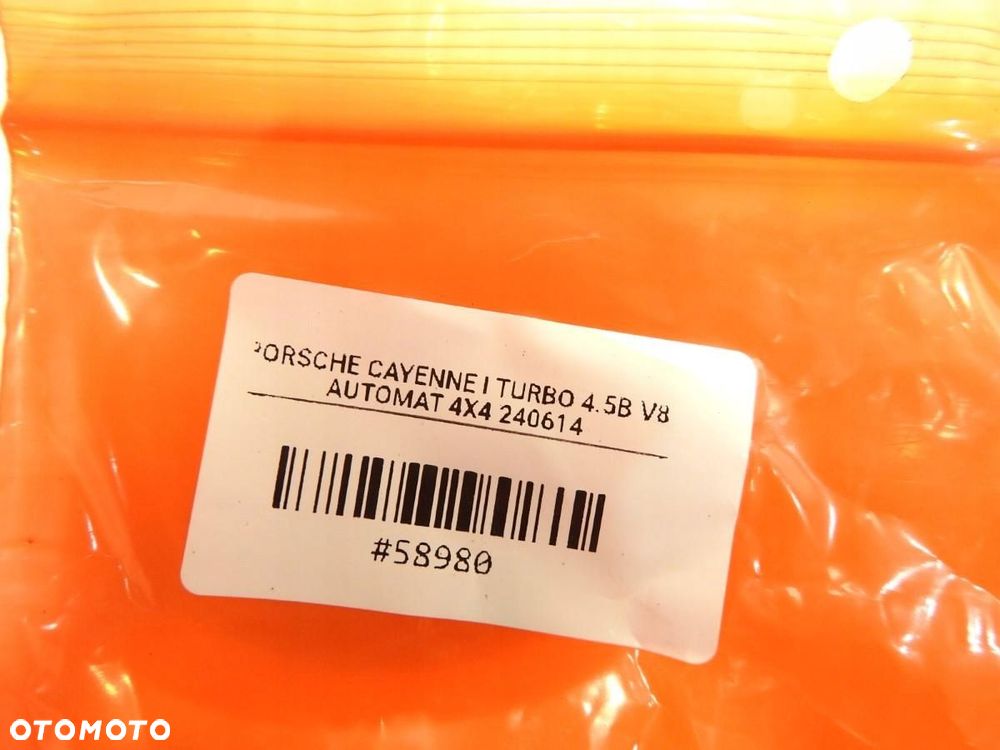 PORSCHE CAYENNE I TURBO 4.5B V8
AUTOMAT 4X4 240614
#58980
OTOMOTO